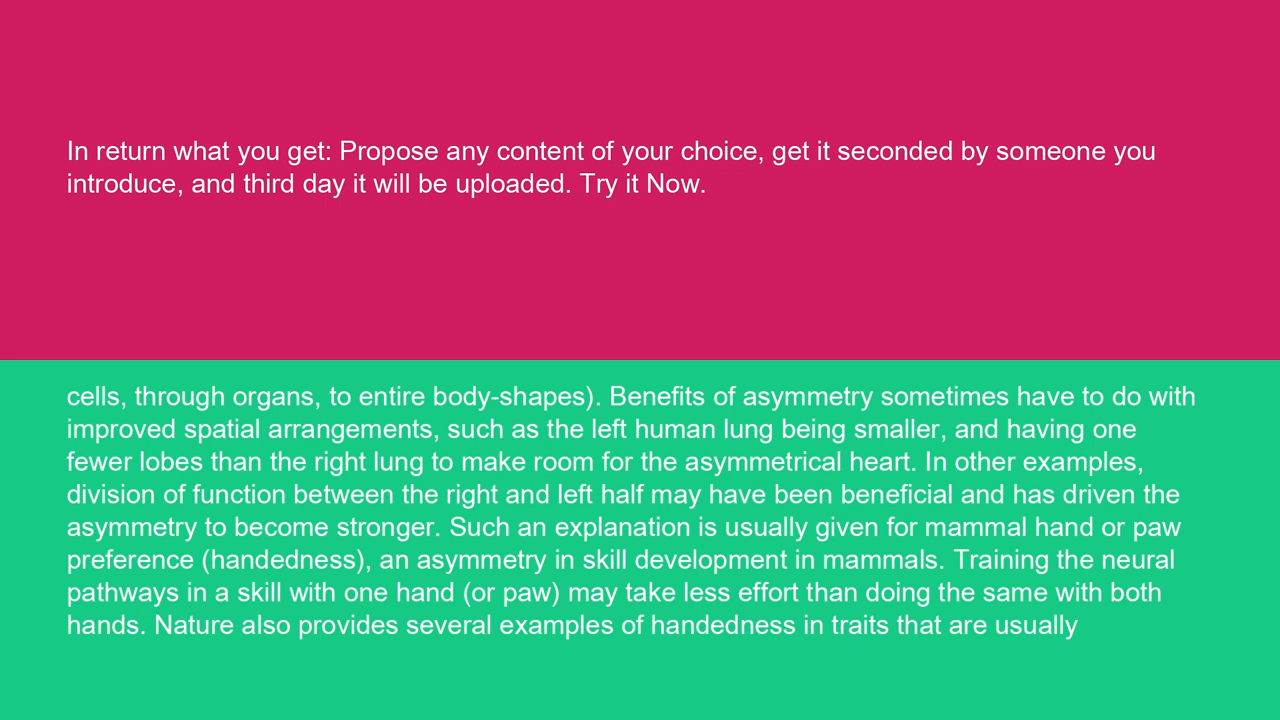 In return what you get: Propose any content of your choice, get it seconded by someone you
introduce, and third day it will be uploaded. Try it Now.
cells, through organs, to entire body-shapes). Benefits of asymmetry sometimes have to do with
improved spatial arrangements, such as the left human lung being smaller, and having one
fewer lobes than the right lung to make room for the asymmetrical heart. In other examples,
division of function between the right and left half may have been beneficial and has driven the
asymmetry to become stronger. Such an explanation is usually given for mammal hand or paw
preference (handedness), an asymmetry in skill development in mammals. Training the neural
pathways in a skill with one hand (or paw) may take less effort than doing the same with both
hands. Nature also provides several examples of handedness in traits that are usually